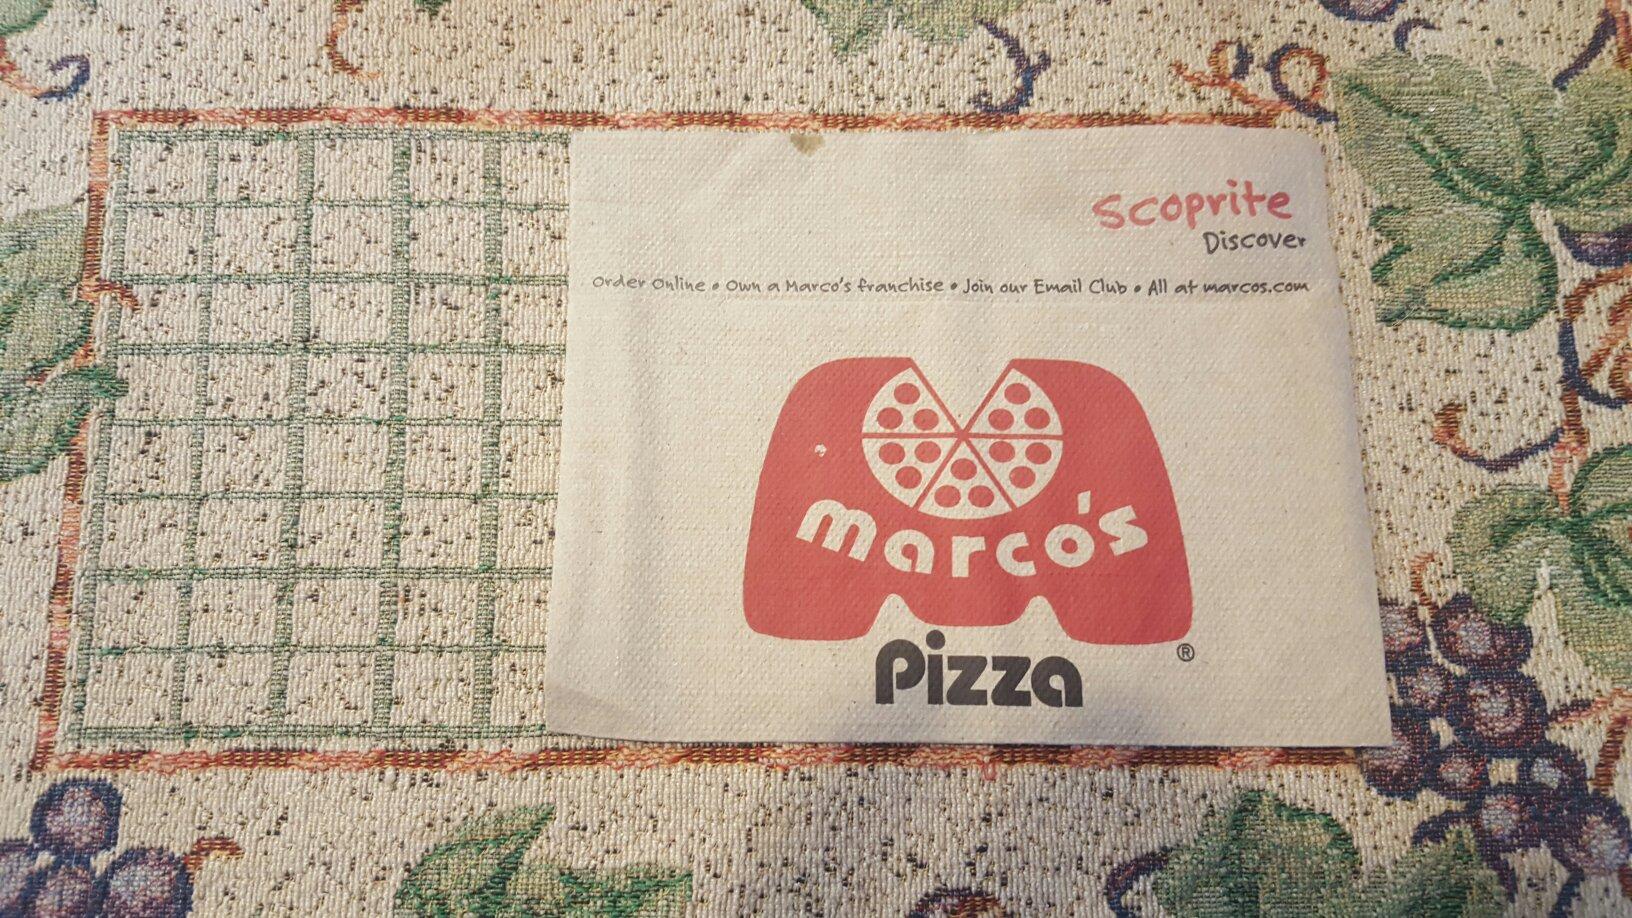 Scoprite
Discover
Order Online • Own a Marco's franchise • Join our Email Club • All at marcos.com
marco's
Pizza
®